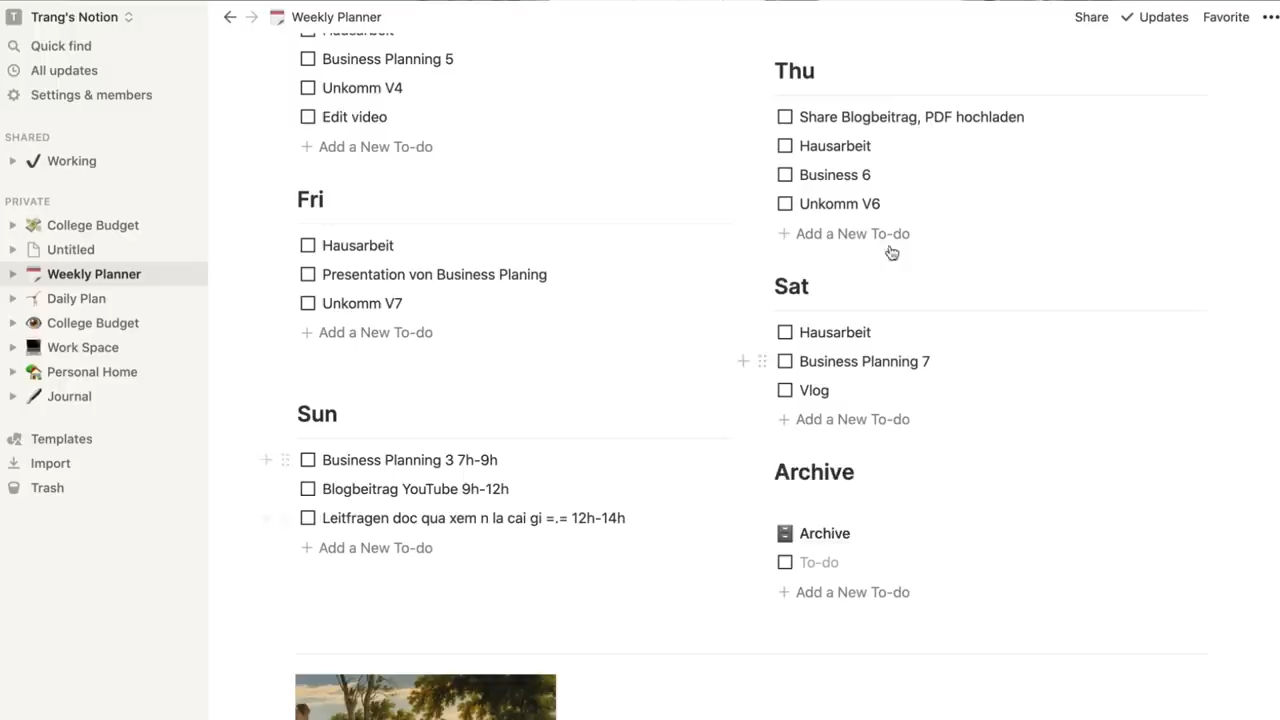 Trang's Notion
Quick find
All updates
Settings & members
SHARED
Working
PRIVATE
College Budget
Untitled
Weekly Planner
Daily Plan
College Budget
Work Space
Personal Home
Journal
Templates
Import
Trash
Weekly Planner
Share
Updates
Favorite
Hausarbeit
Business Planning 5
Unkomm V4
Edit video
Add a New To-do
Fri
Hausarbeit
Presentation von Business Planing
Unkomm V7
Add a New To-do
Sun
Business Planning 3 7h-9h
Blogbeitrag YouTube 9h-12h
Leitfragen doc qua xem n la cai gi =.= 12h-14h
Add a New To-do
Thu
Share Blogbeitrag, PDF hochladen
Hausarbeit
Business 6
Unkomm V6
Add a New To-do
Sat
Hausarbeit
Business Planning 7
Vlog
Add a New To-do
Archive
Archive
To-do
Add a New To-do